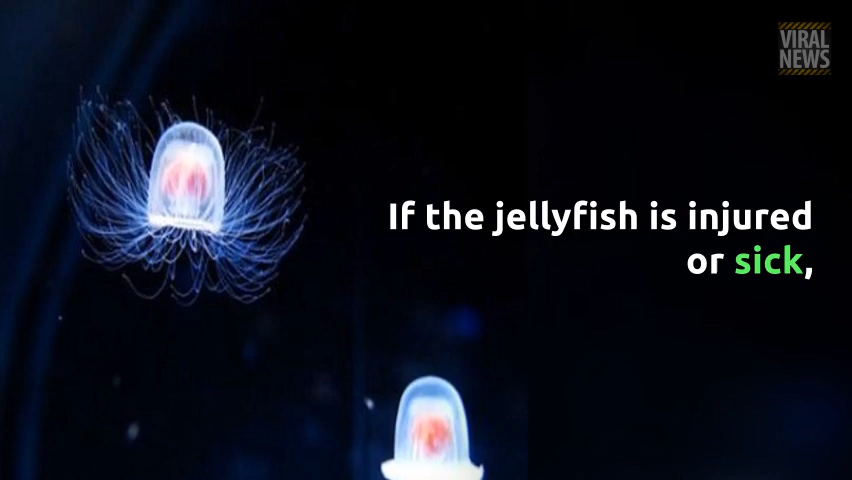 VIRAL
NEWS
If the jellyfish is injured
or sick,